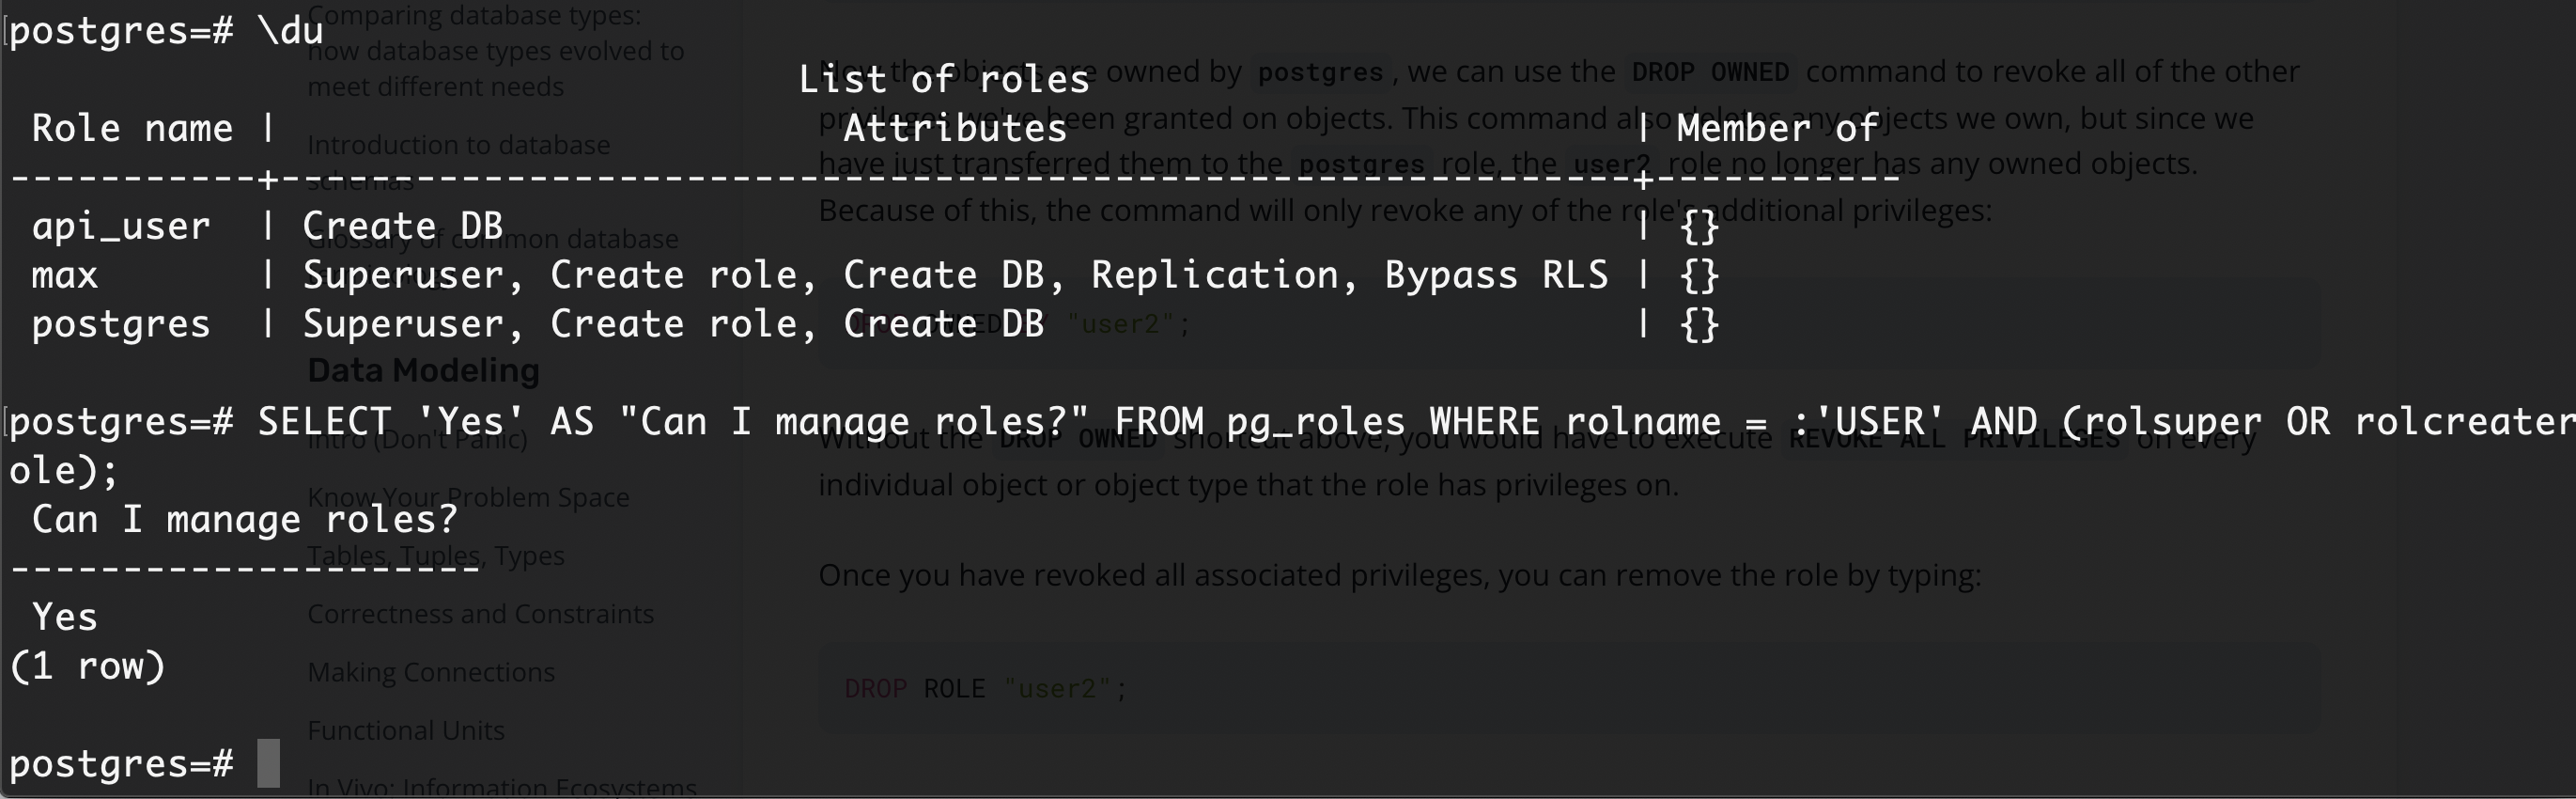 postgres=# \du
List of roles
Role name | Attributes | Member of
-----------+------------------------------------------------------------+-----------
api_user | Create DB | {}
max | Superuser, Create role, Create DB, Replication, Bypass RLS | {}
postgres | Superuser, Create role, Create DB | {}
postgres=# SELECT 'Yes' AS "Can I manage roles?" FROM pg_roles WHERE rolname = :'USER' AND (rolsuper OR rolcreater
ole);
Can I manage roles?
---------------------
Yes
(1 row)
postgres=#
Comparing database types:
how database types evolved to
meet different needs
Introduction to database
schemas
Glossary of common database
Data Modeling
Intro (Don't Panic)
Know Your Problem Space
Tables, Tuples, Types
Correctness and Constraints
Making Connections
Functional Units
In Vivo: Information Ecosystems
Now the objects are owned by postgres, we can use the DROP OWNED command to revoke all of the other
privileges we've been granted on objects. This command also deletes any objects we own, but since we
have just transferred them to the postgres role, the user2 role no longer has any owned objects.
Because of this, the command will only revoke any of the role's additional privileges:
DROP OWNED BY "user2";
Without the DROP OWNED shortcut above, you would have to execute REVOKE ALL PRIVILEGES on every
individual object or object type that the role has privileges on.
Once you have revoked all associated privileges, you can remove the role by typing:
DROP ROLE "user2";